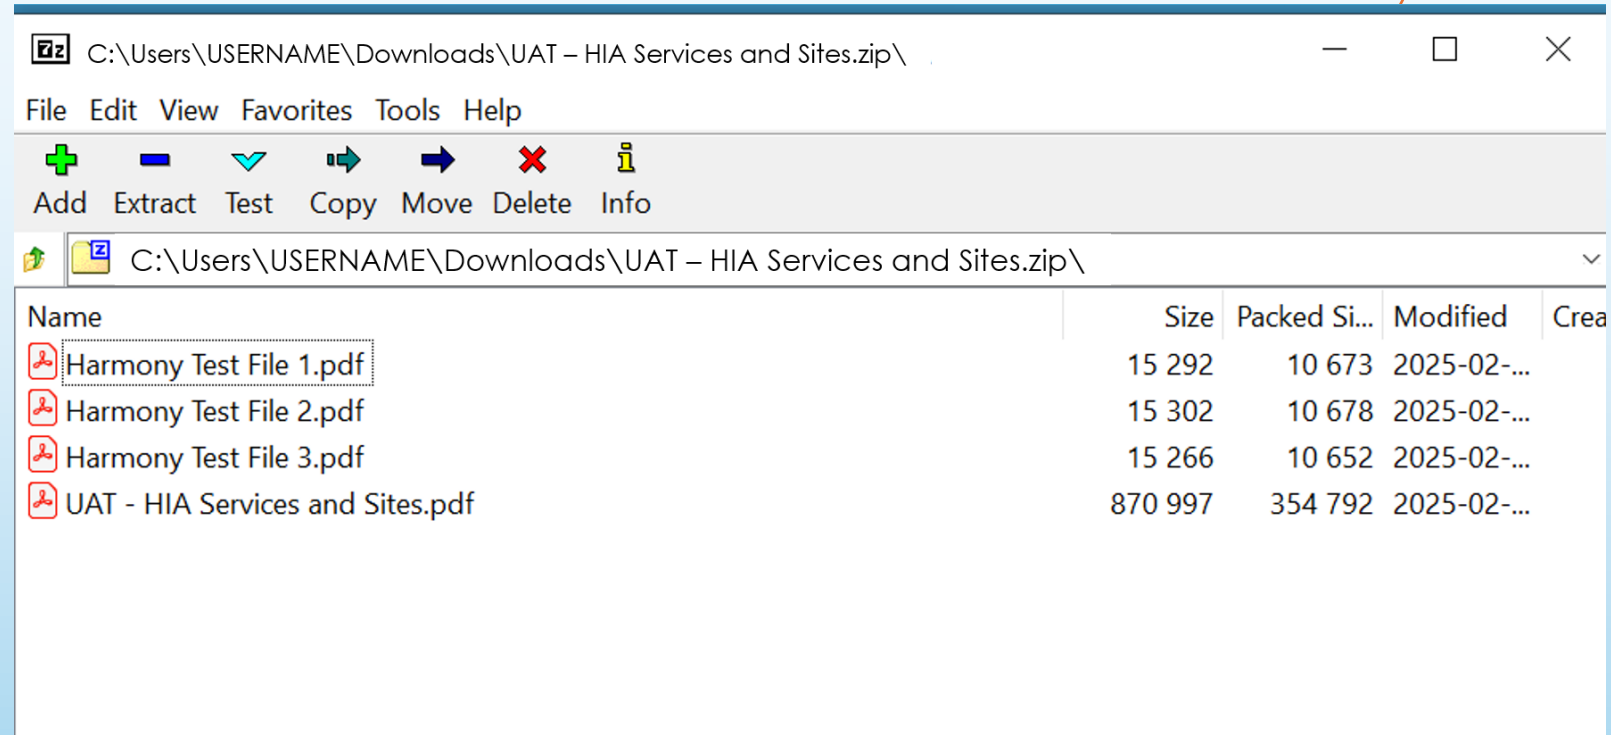 7z C:\Users\USERNAME\Downloads\UAT – HIA Services and Sites.zip\
File Edit View Favorites Tools Help
Add Extract Test Copy Move Delete Info
C:\Users\USERNAME\Downloads\UAT – HIA Services and Sites.zip\
Name Size Packed Si... Modified Crea
Harmony Test File 1.pdf 15 292 10 673 2025-02-...
Harmony Test File 2.pdf 15 302 10 678 2025-02-...
Harmony Test File 3.pdf 15 266 10 652 2025-02-...
UAT - HIA Services and Sites.pdf 870 997 354 792 2025-02-...